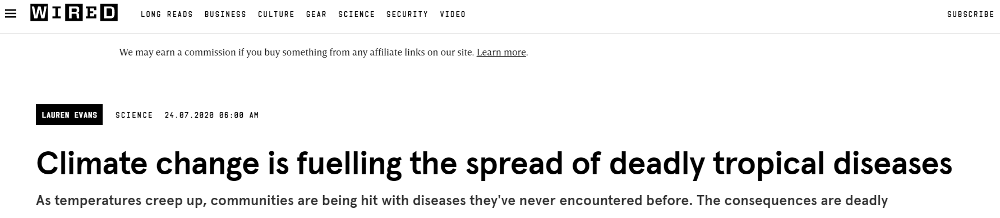 WIRED LONG READS BUSINESS CULTURE GEAR SCIENCE SECURITY VIDEO SUBSCRIBE
We may earn a commission if you buy something from any affiliate links on our site. Learn more.
LAUREN EVANS SCIENCE 24.07.2020 06:00 AM
Climate change is fuelling the spread of deadly tropical diseases
As temperatures creep up, communities are being hit with diseases they've never encountered before. The consequences are deadly